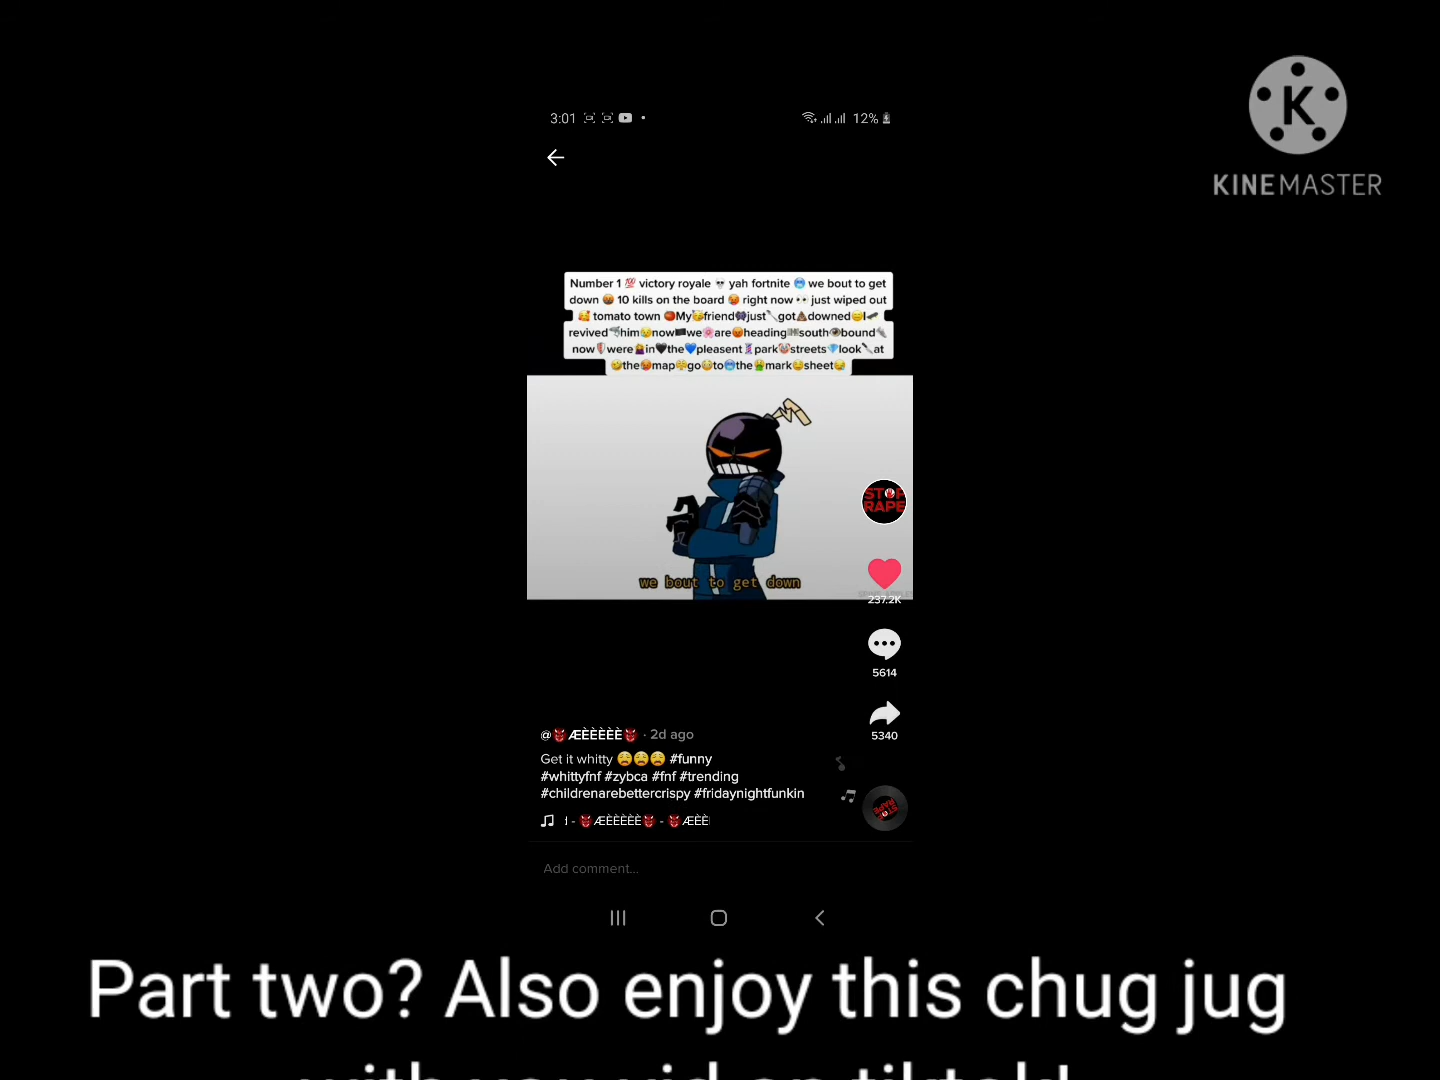 3:01
12%
KINEMASTER
Number 1 💯 victory royale 💀 yah fortnite 🥶 we bout to get
down 🤬 10 kills on the board 🥵 right now 👀 just wiped out
🥰 tomato town 🍅My🥳friend👯just🔪got💩downed😑I🛹
revived🔫him😥now🏴we🌸are😡heading🎹south👁bound🔩
now🚏were🙅in🖤the💙pleasent💈park🤡streets💎look🔪at
🤣the🥵map😤go😳to🥶the🤮mark😂sheet😪
STOP
RAPE
we bout to get down
237.2K
5614
5340
@👹ÆÈÈÈÈÈ👹 · 2d ago
Get it whitty 😩😩😩 #funny
#whittyfnf #zybca #fnf #trending
#childrenarebettercrispy #fridaynightfunkin
- 👹ÆÈÈÈÈÈ👹 - 👹ÆÈÈ
Add comment...
Part two? Also enjoy this chug jug